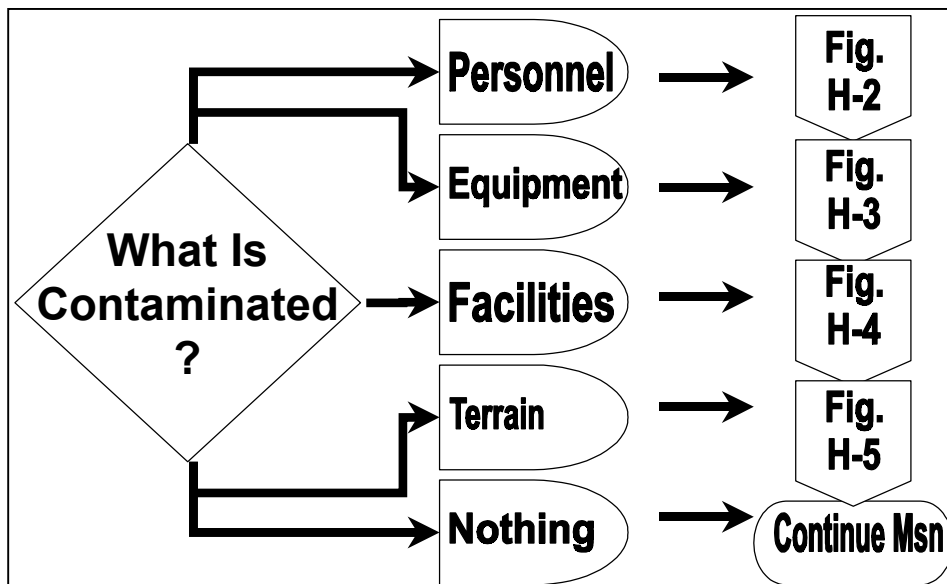 What Is
Contaminated
?
Personnel
Fig.
H-2
Equipment
Fig.
H-3
Facilities
Fig.
H-4
Terrain
Fig.
H-5
Nothing
Continue Msn